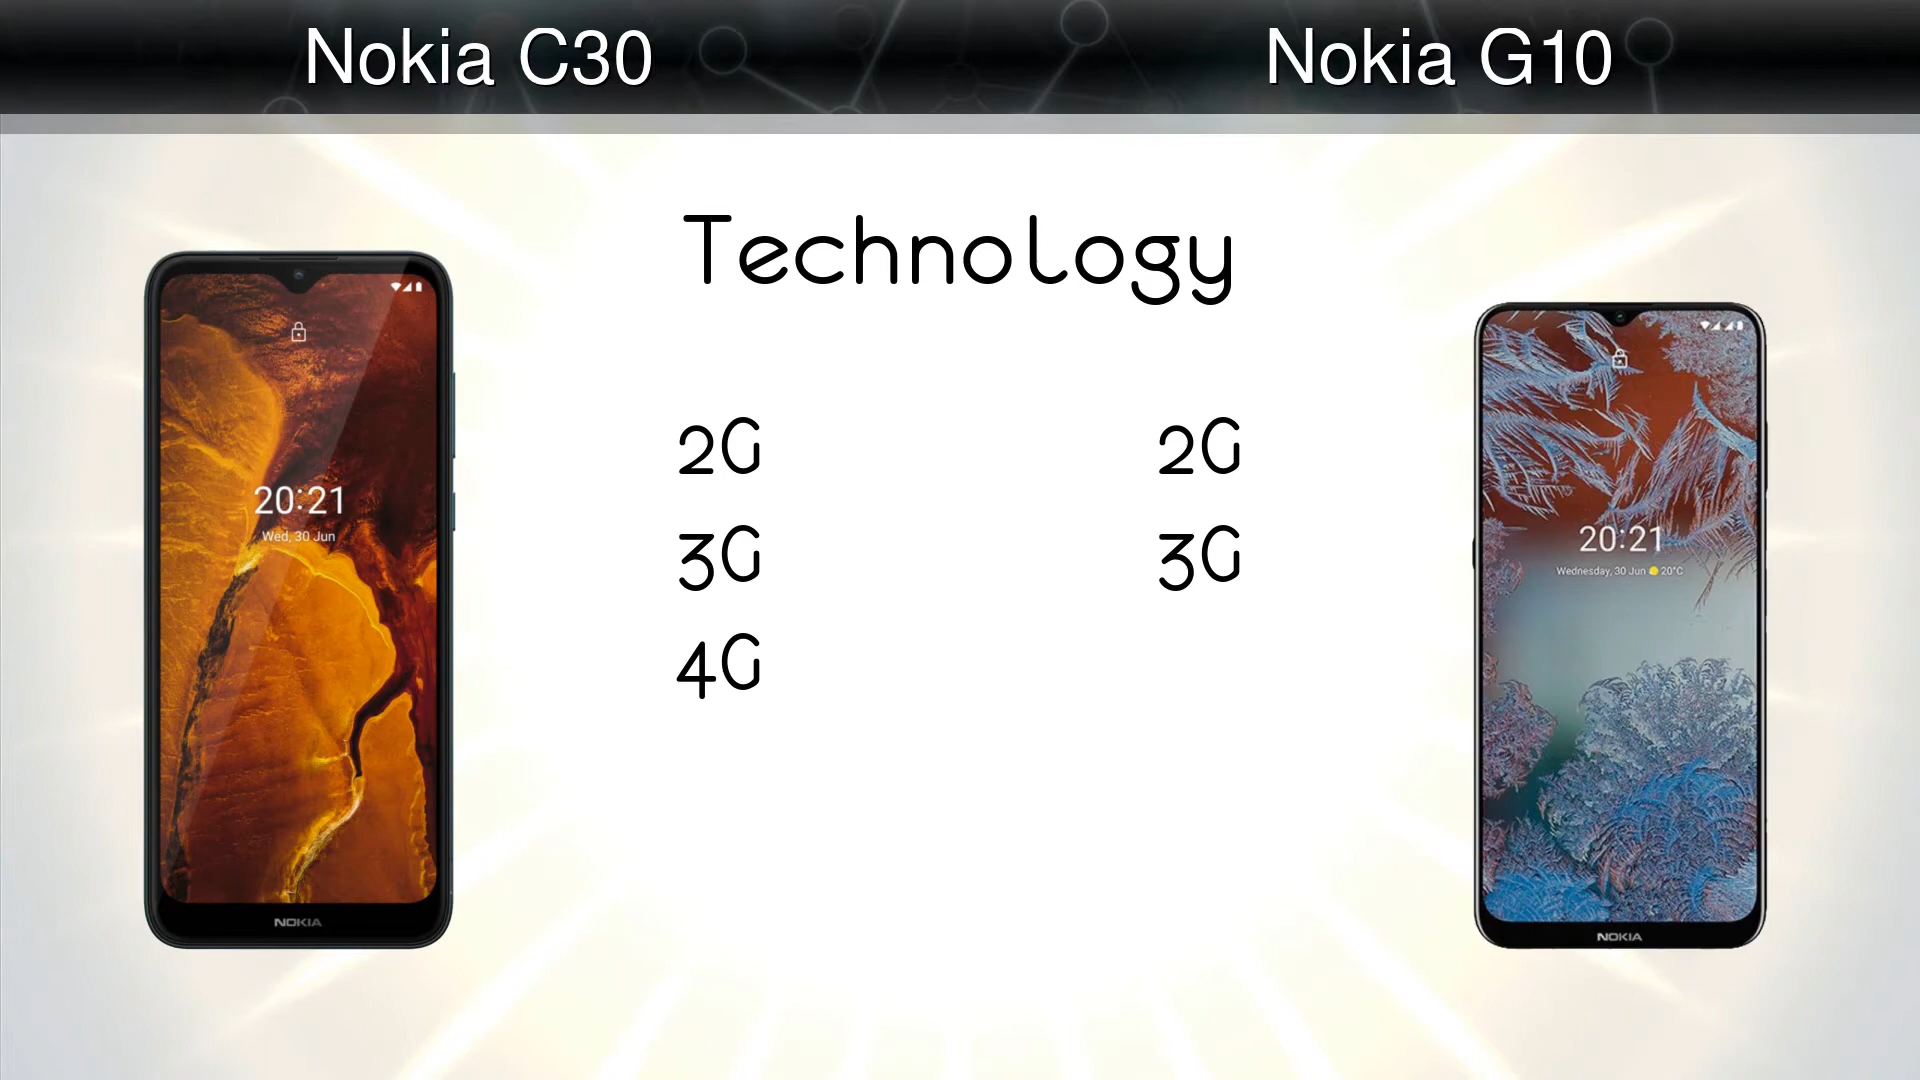 Nokia C30
Nokia G10
Technology
2G
2G
3G
3G
4G
20:21
Wed, 30 Jun
NOKIA
20:21
Wednesday, 30 Jun 20°C
NOKIA